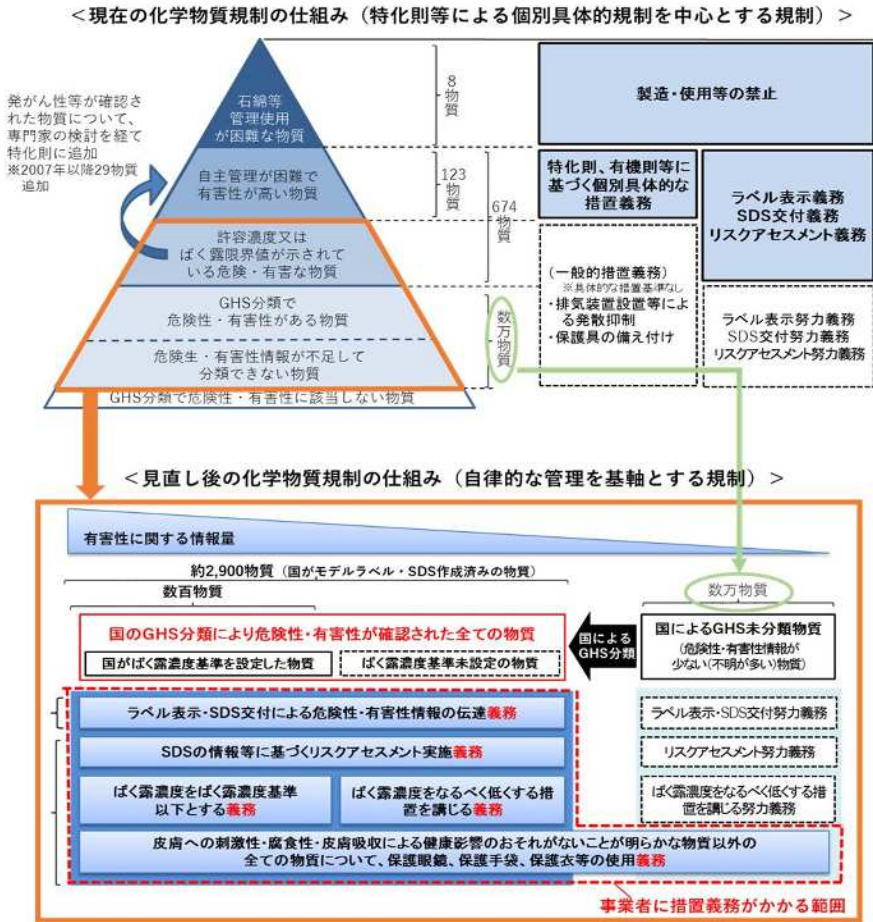 ＜現在の化学物質規制の仕組み（特化則等による個別具体的規制を中心とする規制）＞
発がん性等が確認され
た物質について、
専門家の検討を経て
特化則に追加
※2007年以降29物質
追加
石綿等
管理使用
が困難な物質
自主管理が困難で
有害性が高い物質
許容濃度又は
ばく露限界値が示されて
いる危険・有害な物質
GHS分類で
危険性・有害性がある物質
危険生・有害性情報が不足して
分類できない物質
GHS分類で危険性・有害性に該当しない物質
8物質
123物質
674物質
数万物質
製造・使用等の禁止
特化則、有機則等に
基づく個別具体的な
措置義務
ラベル表示義務
SDS交付義務
リスクアセスメント義務
(一般的措置義務)
※具体的な措置基準なし
・排気装置設置等によ
る発散抑制
・保護具の備え付け
ラベル表示努力義務
SDS交付努力義務
リスクアセスメント努力義務
＜見直し後の化学物質規制の仕組み（自律的な管理を基軸とする規制）＞
有害性に関する情報量
約2,900物質（国がモデルラベル・SDS作成済みの物質）
数百物質
数万物質
国のGHS分類により危険性・有害性が確認された全ての物質
国がばく露濃度基準を設定した物質
ばく露濃度基準未設定の物質
国による
GHS分類
国によるGHS未分類物質
(危険性・有害性情報が
少ない(不明が多い)物質)
ラベル表示・SDS交付による危険性・有害性情報の伝達義務
ラベル表示・SDS交付努力義務
SDSの情報等に基づくリスクアセスメント実施義務
リスクアセスメント努力義務
ばく露濃度をばく露濃度基準
以下とする義務
ばく露濃度をなるべく低くする措
置を講じる義務
ばく露濃度をなるべく低くする措
置を講じる努力義務
皮膚への刺激性・腐食性・皮膚吸収による健康影響のおそれがないことが明らかな物質以外の
全ての物質について、保護眼鏡、保護手袋、保護衣等の使用義務
事業者に措置義務がかかる範囲